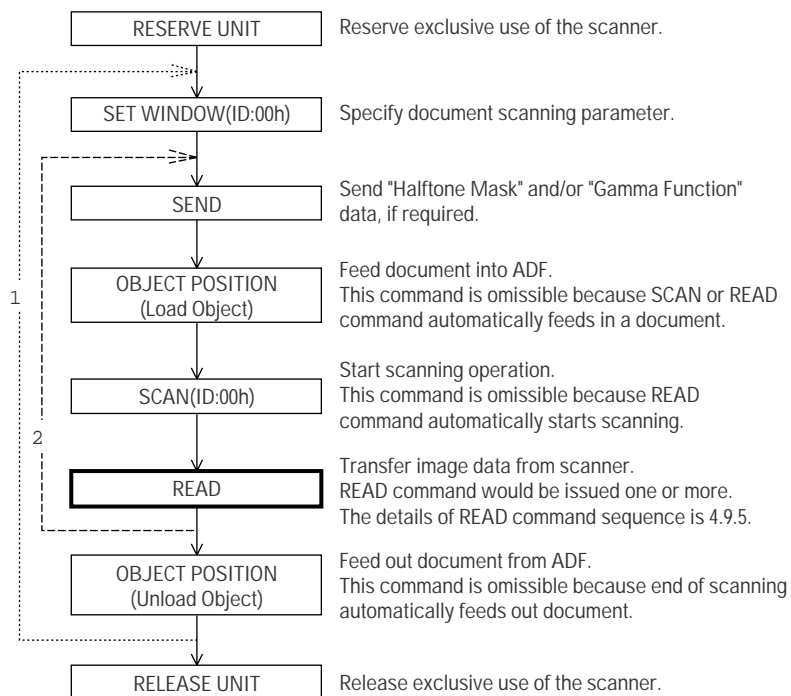 RESERVE UNIT
Reserve exclusive use of the scanner.
SET WINDOW(ID:00h)
Specify document scanning parameter.
SEND
Send "Halftone Mask" and/or "Gamma Function"
data, if required.
OBJECT POSITION
(Load Object)
Feed document into ADF.
This command is omissible because SCAN or READ
command automatically feeds in a document.
1
SCAN(ID:00h)
Start scanning operation.
This command is omissible because READ
command automatically starts scanning.
2
READ
Transfer image data from scanner.
READ command would be issued one or more.
The details of READ command sequence is 4.9.5.
OBJECT POSITION
(Unload Object)
Feed out document from ADF.
This command is omissible because end of scanning
automatically feeds out document.
RELEASE UNIT
Release exclusive use of the scanner.